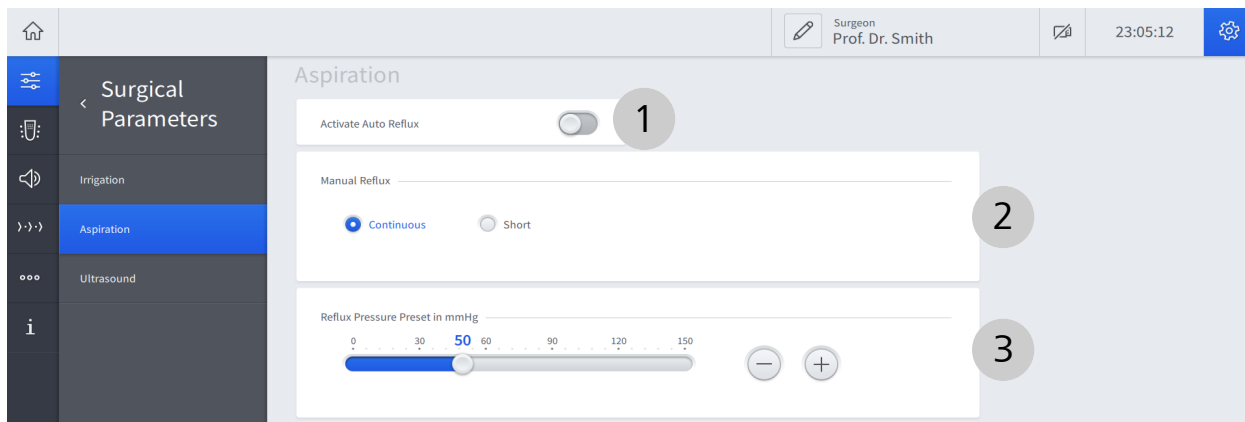 Surgeon
Prof. Dr. Smith
23:05:12
Surgical
Parameters
Irrigation
Aspiration
Ultrasound
i
Aspiration
Activate Auto Reflux
1
Manual Reflux
Continuous Short
2
Reflux Pressure Preset in mmHg
0 30 50 60 90 120 150
3